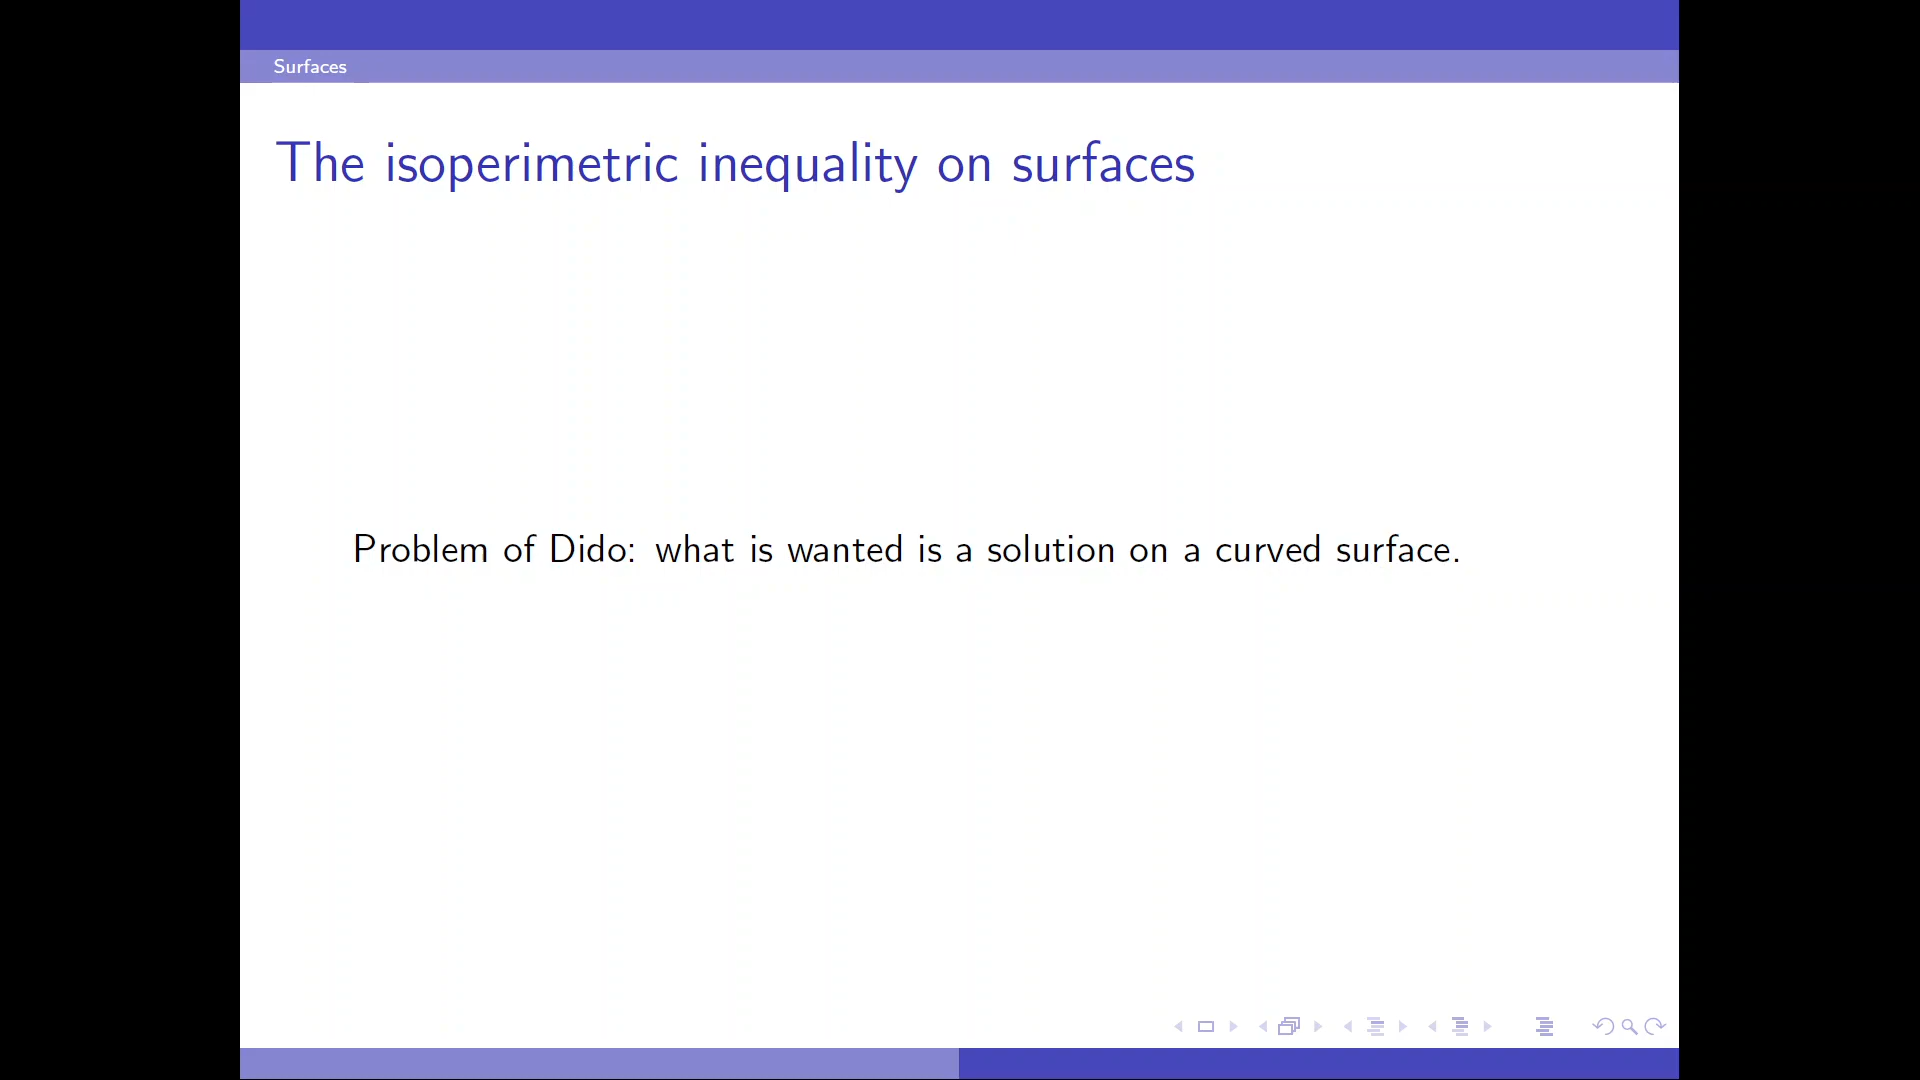 Surfaces
The isoperimetric inequality on surfaces
Problem of Dido: what is wanted is a solution on a curved surface.